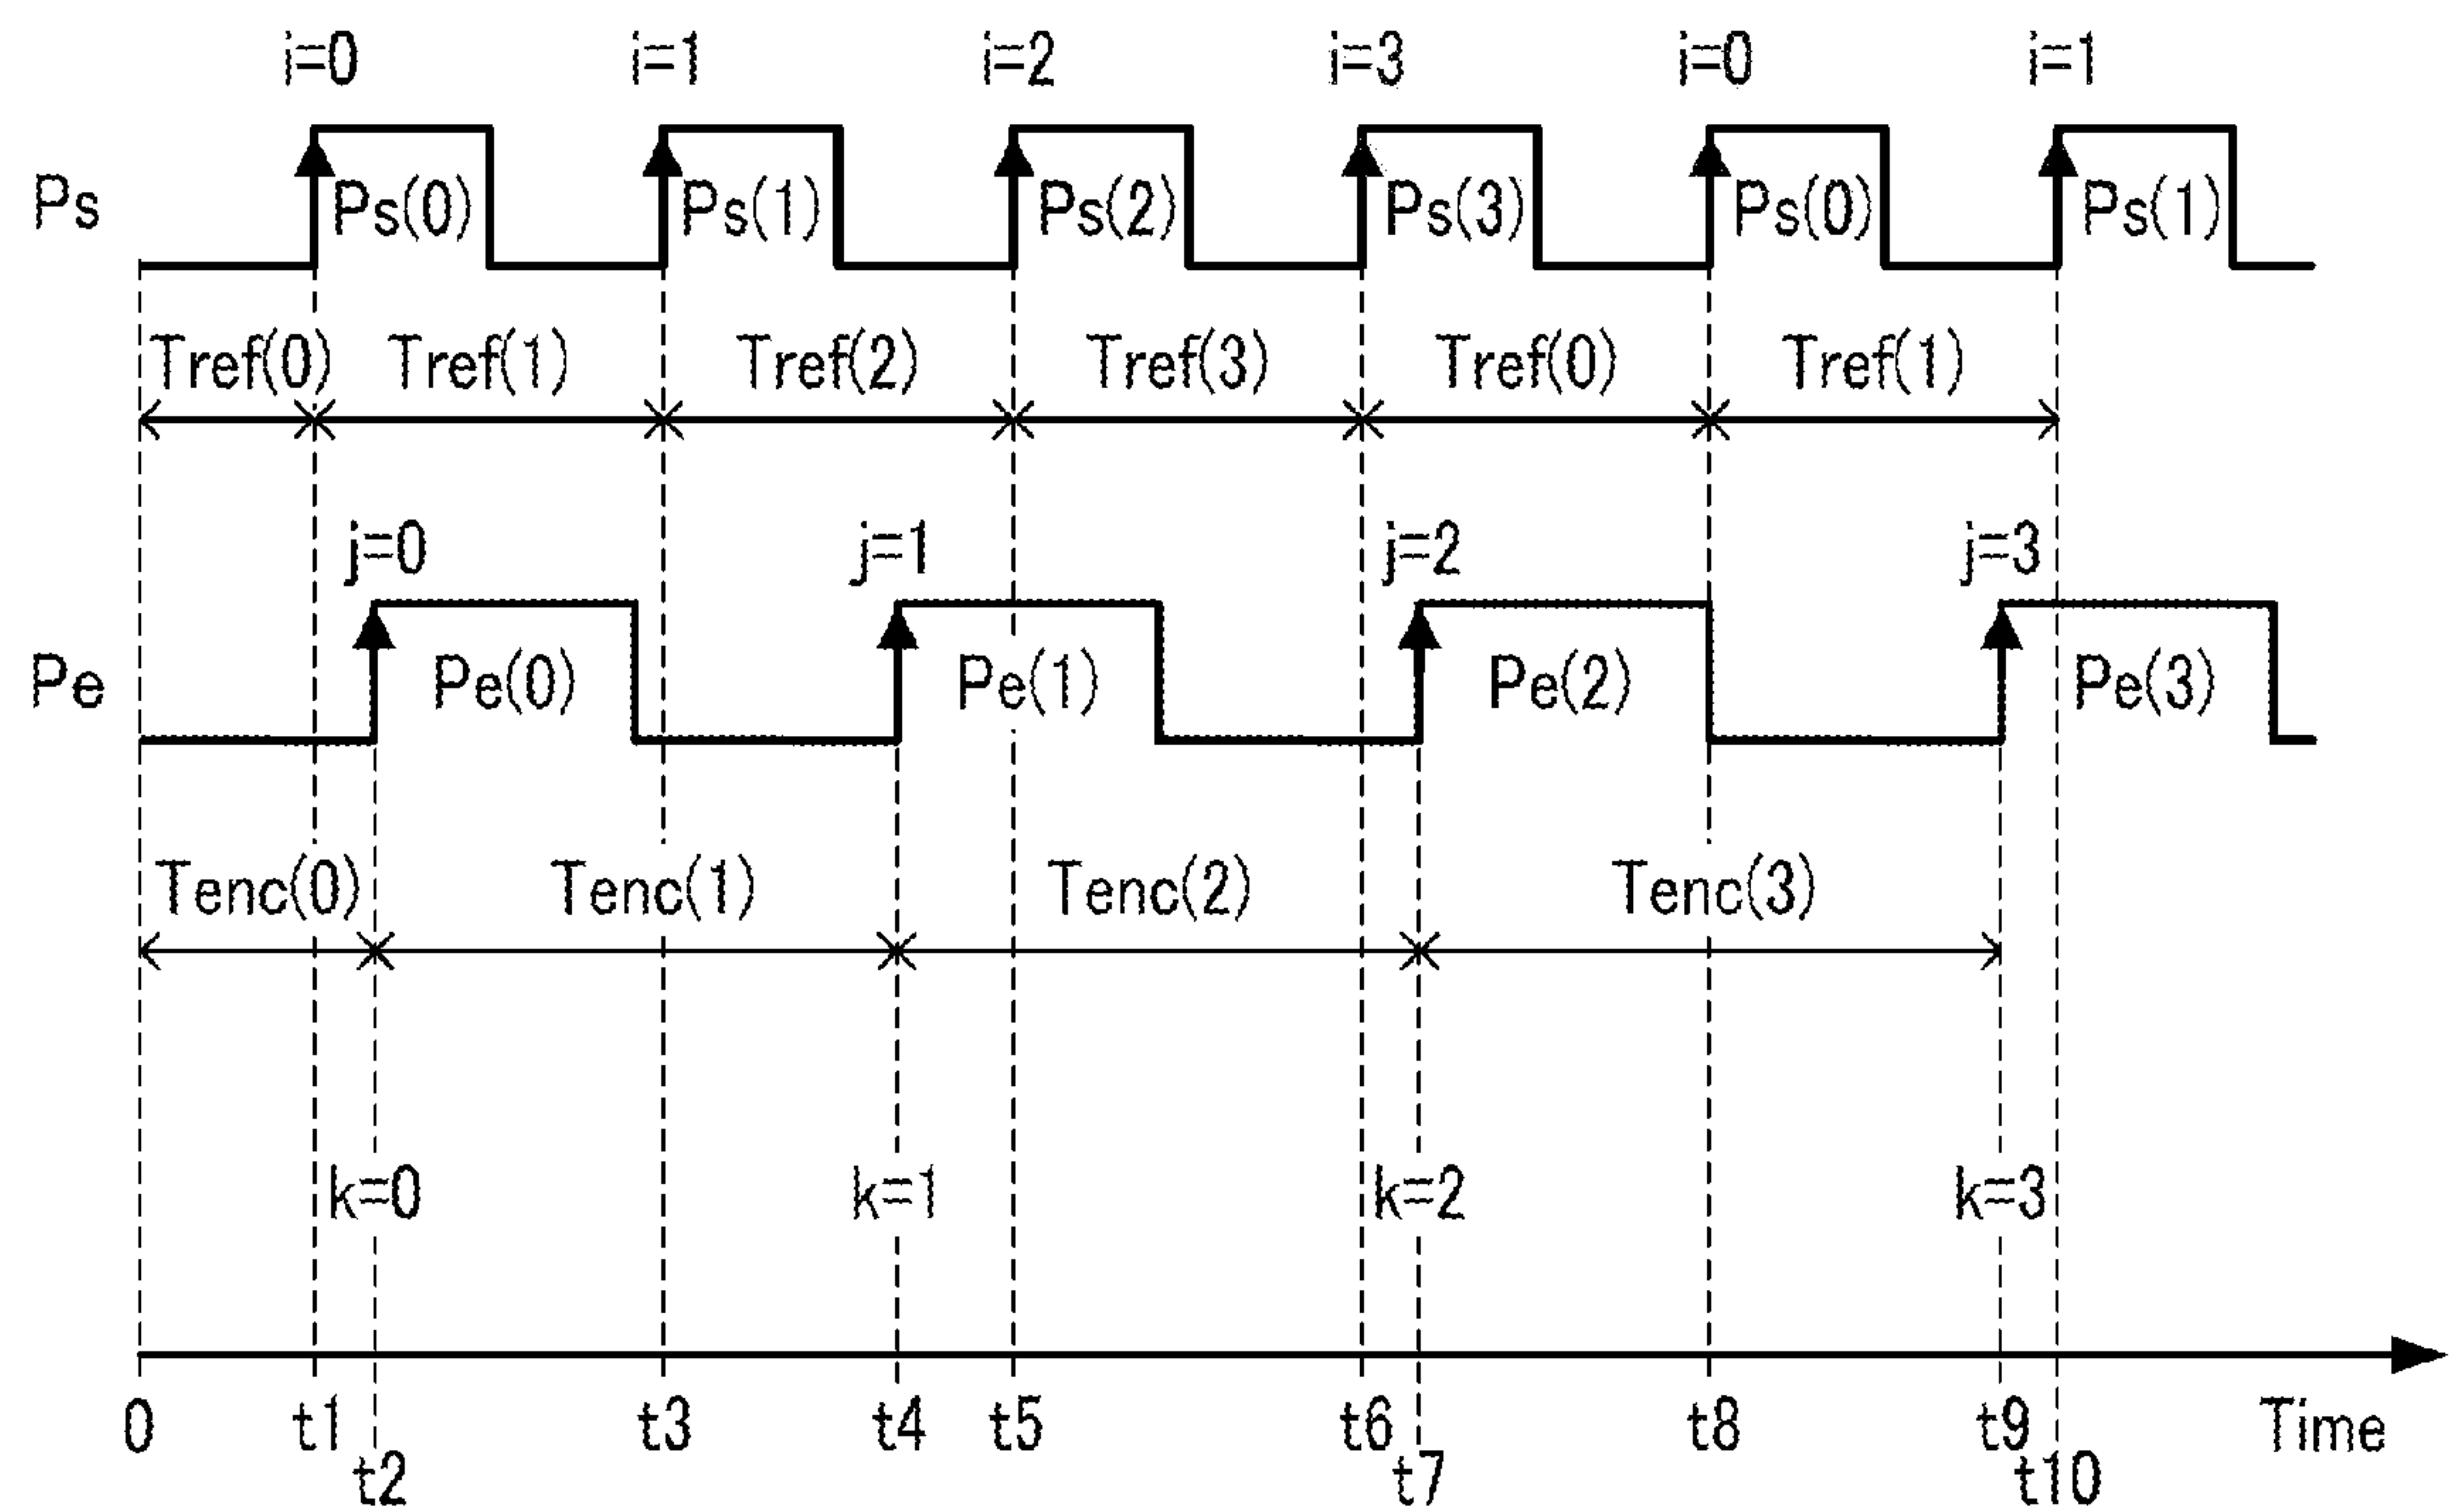 i=0 i=1 i=2 i=3 i=0 i=1
Ps Ps(0) Ps(1) Ps(2) Ps(3) Ps(0) Ps(1)
Tref(0) Tref(1) Tref(2) Tref(3) Tref(0) Tref(1)
j=0 j=1 j=2 j=3
Pe Pe(0) Pe(1) Pe(2) Pe(3)
Tenc(0) Tenc(1) Tenc(2) Tenc(3)
k=0 k=1 k=2 k=3
0 t1 t3 t4 t5 t6 t8 t9 Time
t2 t7 t10